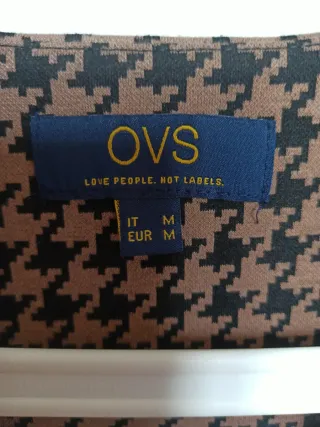 OVS
LOVE PEOPLE. NOT LABELS.
IT M
EUR M